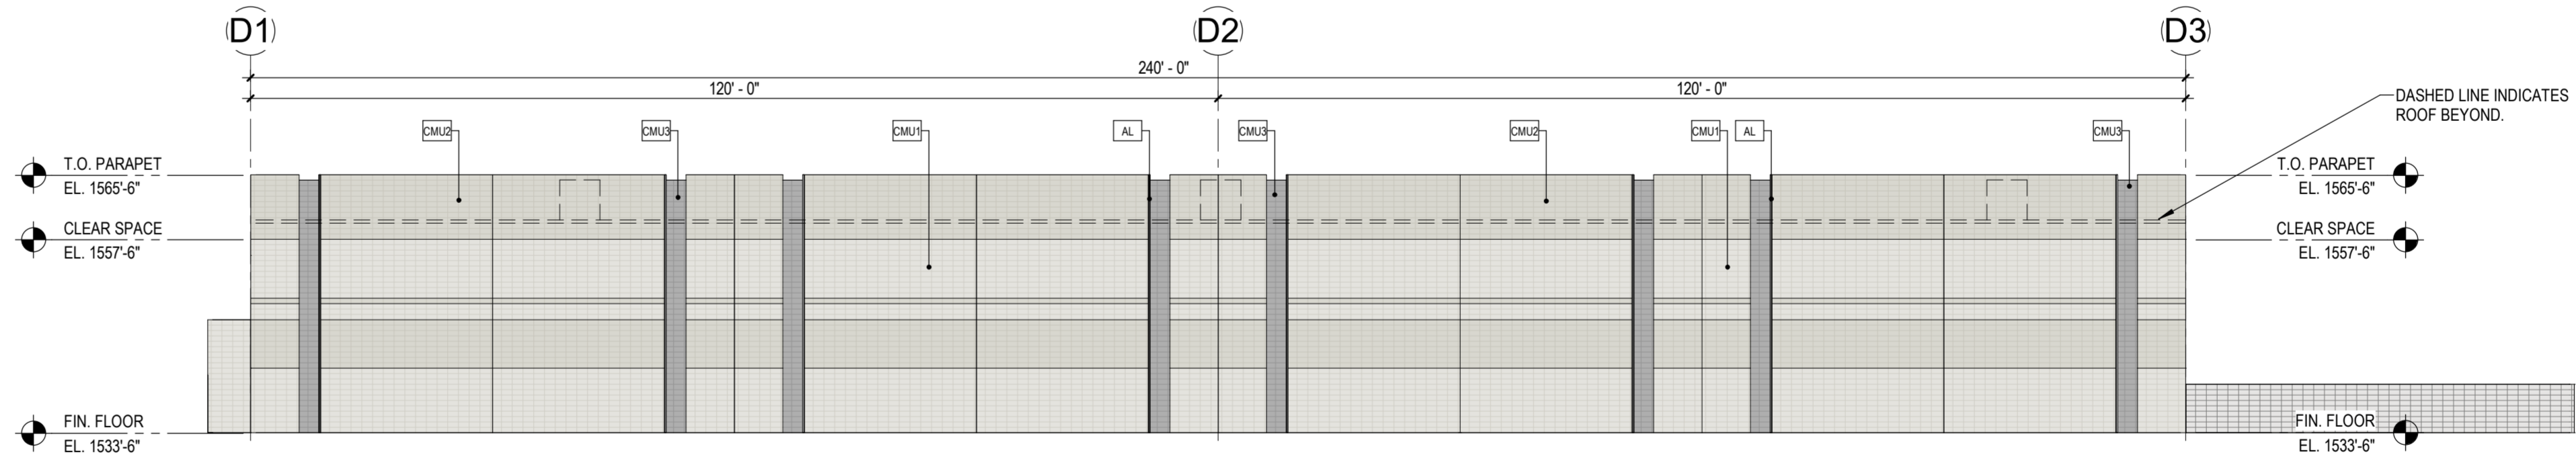 D1
D2
D3
240' - 0"
120' - 0"
120' - 0"
DASHED LINE INDICATES
ROOF BEYOND.
CMU2
CMU3
CMU1
AL
CMU3
CMU2
CMU1
AL
CMU3
T.O. PARAPET
EL. 1565'-6"
T.O. PARAPET
EL. 1565'-6"
CLEAR SPACE
EL. 1557'-6"
CLEAR SPACE
EL. 1557'-6"
FIN. FLOOR
EL. 1533'-6"
FIN. FLOOR
EL. 1533'-6"